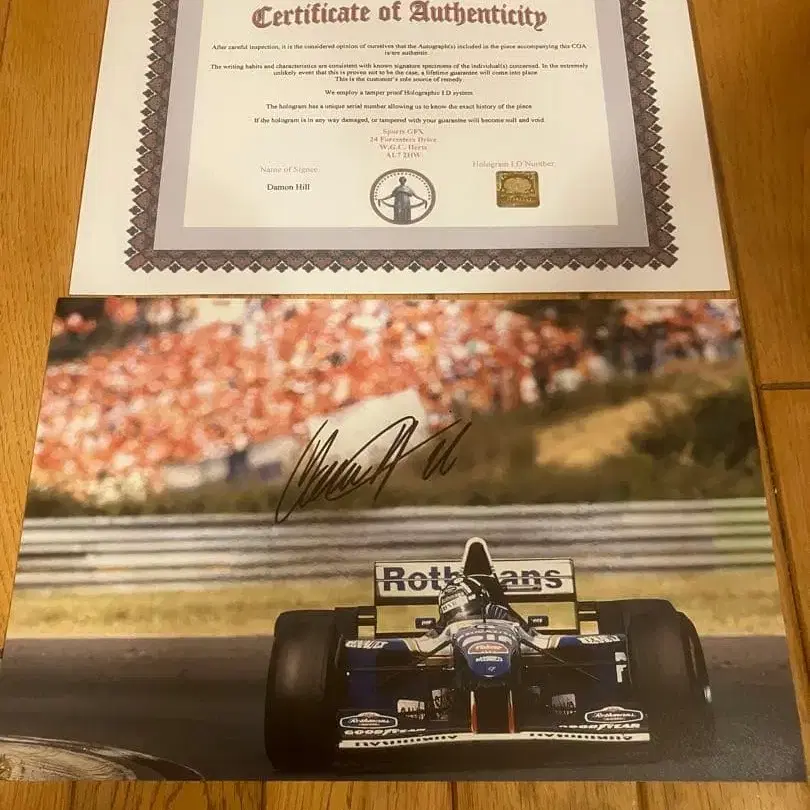 Certificate of Authenticity
After careful inspection, it is the considered opinion of ourselves that the Autograph(s) included in the piece accompanying this COA
is/are authentic.
The writing habits and characteristics are consistent with known signature specimens of the individual(s) concerned. In the extremely
unlikely event that this is proven not to be the case, a lifetime guarantee will come into place
This is the customer's sole source of remedy
We employ a tamper proof Holographic I.D system
The hologram has a unique serial number allowing us to know the exact history of the piece
If the hologram is in any way damaged, or tampered with your guarantee will become null and void.
Sports GFX
24 Forresters Drive
W.G.C. Herts
AL7 2HW
Name of Signee
Hologram I.D Number
Damon Hill
Rothmans
RENAULT
elf
RENAULT
Rothmans
Rothmans
GOODYEAR
GOODYEAR
Rothmans